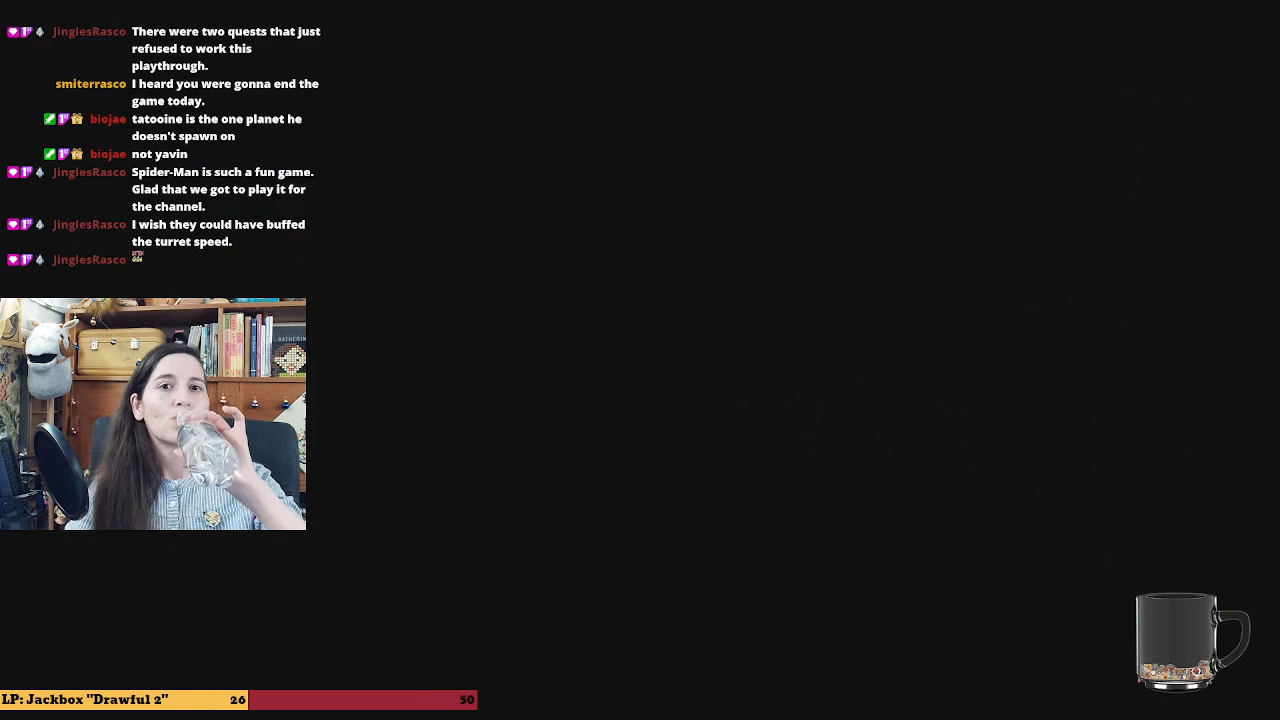 JinglesRasco There were two quests that just
refused to work this
playthrough.
smiterrasco I heard you were gonna end the
game today.
biojae tatooine is the one planet he
doesn't spawn on
biojae not yavin
JinglesRasco Spider-Man is such a fun game.
Glad that we got to play it for
the channel.
JinglesRasco I wish they could have buffed
the turret speed.
JinglesRasco
KATHERIN
LP: Jackbox "Drawful 2" 26 50